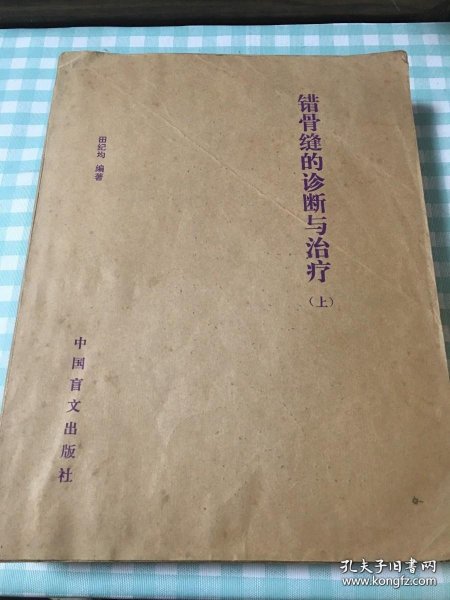 错骨缝的诊断与治疗
（上）
田纪均 编著
中国盲文出版社
孔夫子旧书网
www.kongfz.com